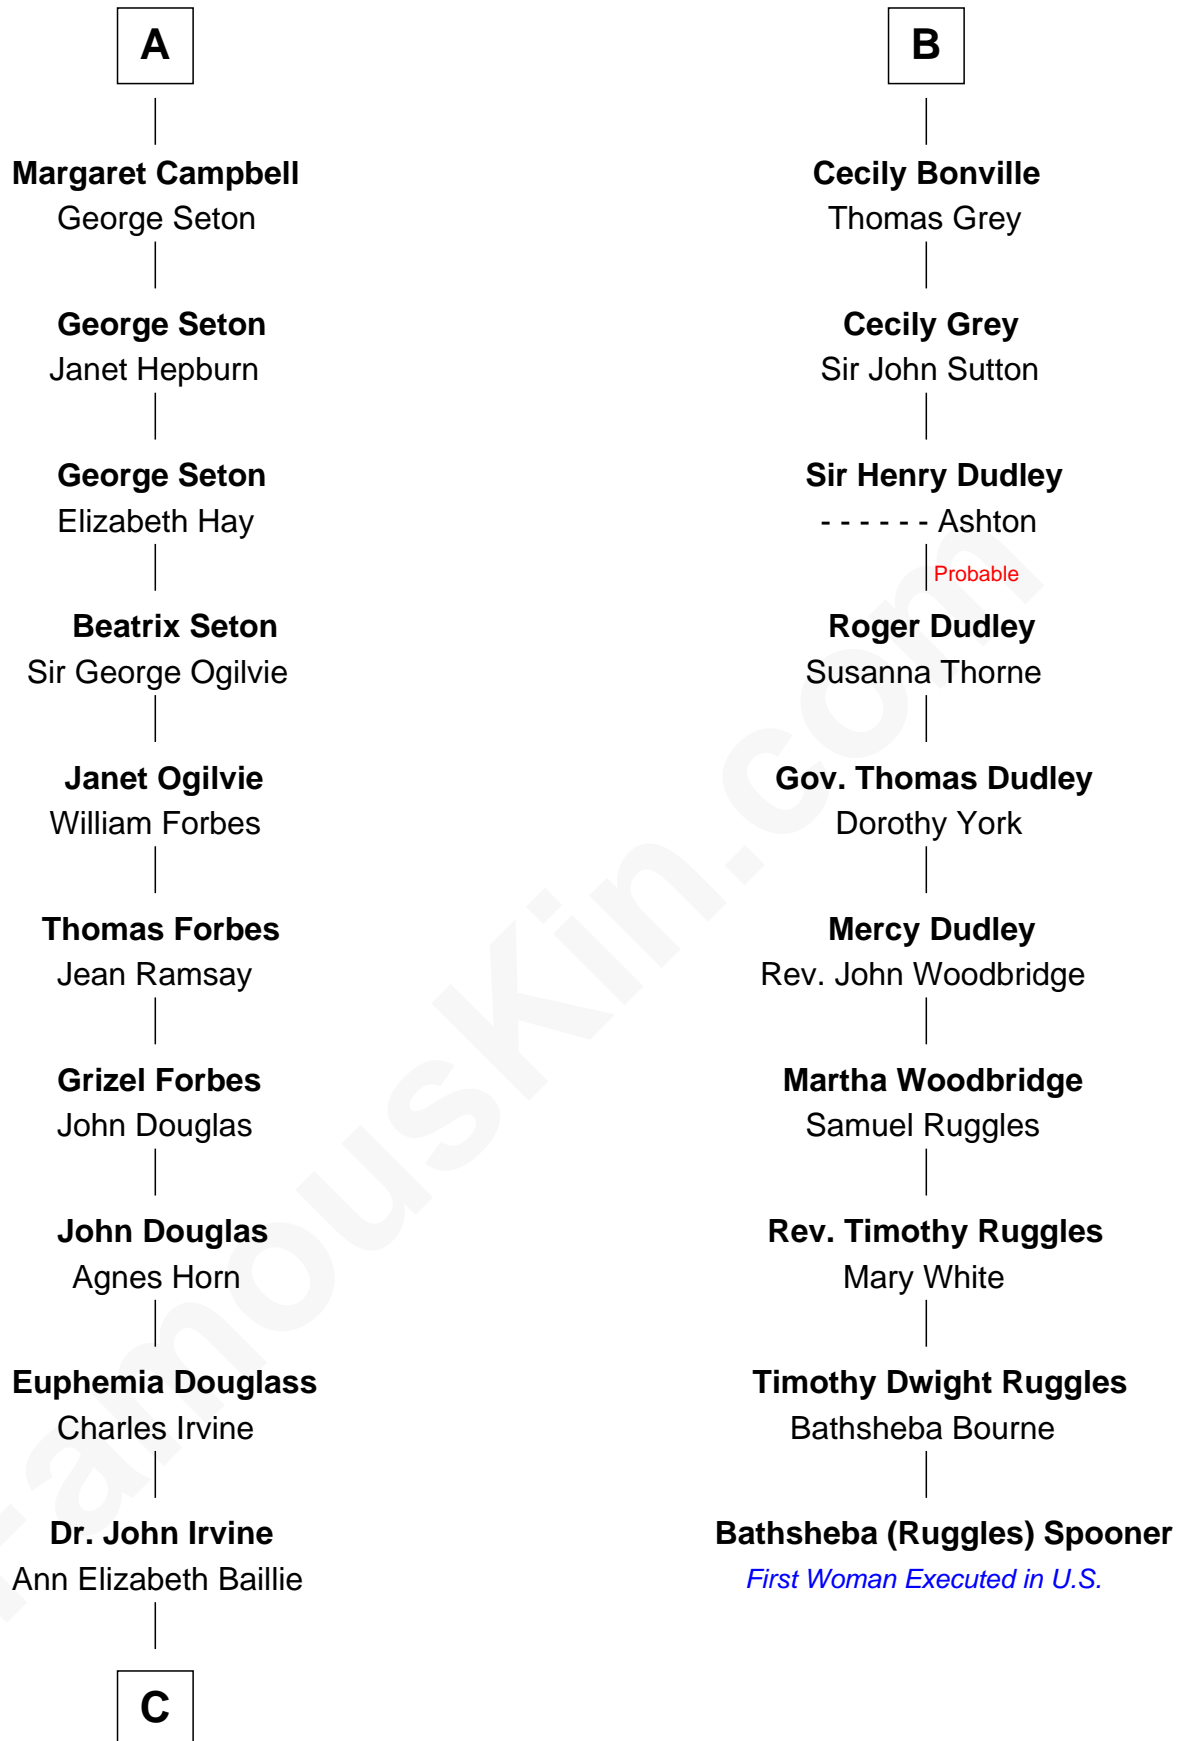 A
Margaret Campbell
George Seton
George Seton
Janet Hepburn
George Seton
Elizabeth Hay
Beatrix Seton
Sir George Ogilvie
Janet Ogilvie
William Forbes
Thomas Forbes
Jean Ramsay
Grizel Forbes
John Douglas
John Douglas
Agnes Horn
Euphemia Douglass
Charles Irvine
Dr. John Irvine
Ann Elizabeth Baillie
C
B
Cecily Bonville
Thomas Grey
Cecily Grey
Sir John Sutton
Sir Henry Dudley
- - - - - - Ashton
Probable
Roger Dudley
Susanna Thorne
Gov. Thomas Dudley
Dorothy York
Mercy Dudley
Rev. John Woodbridge
Martha Woodbridge
Samuel Ruggles
Rev. Timothy Ruggles
Mary White
Timothy Dwight Ruggles
Bathsheba Bourne
Bathsheba (Ruggles) Spooner
First Woman Executed in U.S.
FamousKin.com